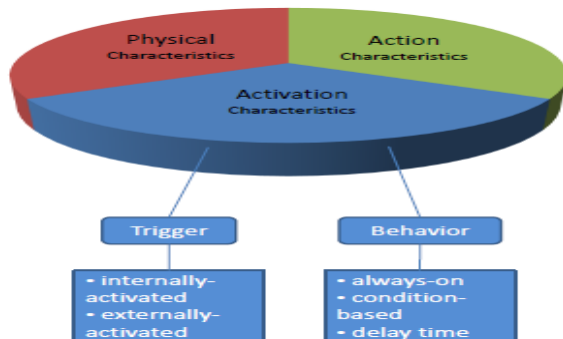 Physical
Characteristics
Action
Characteristics
Activation
Characteristics
Trigger
• internally-
activated
• externally-
activated
Behavior
• always-on
• condition-
based
• delay time